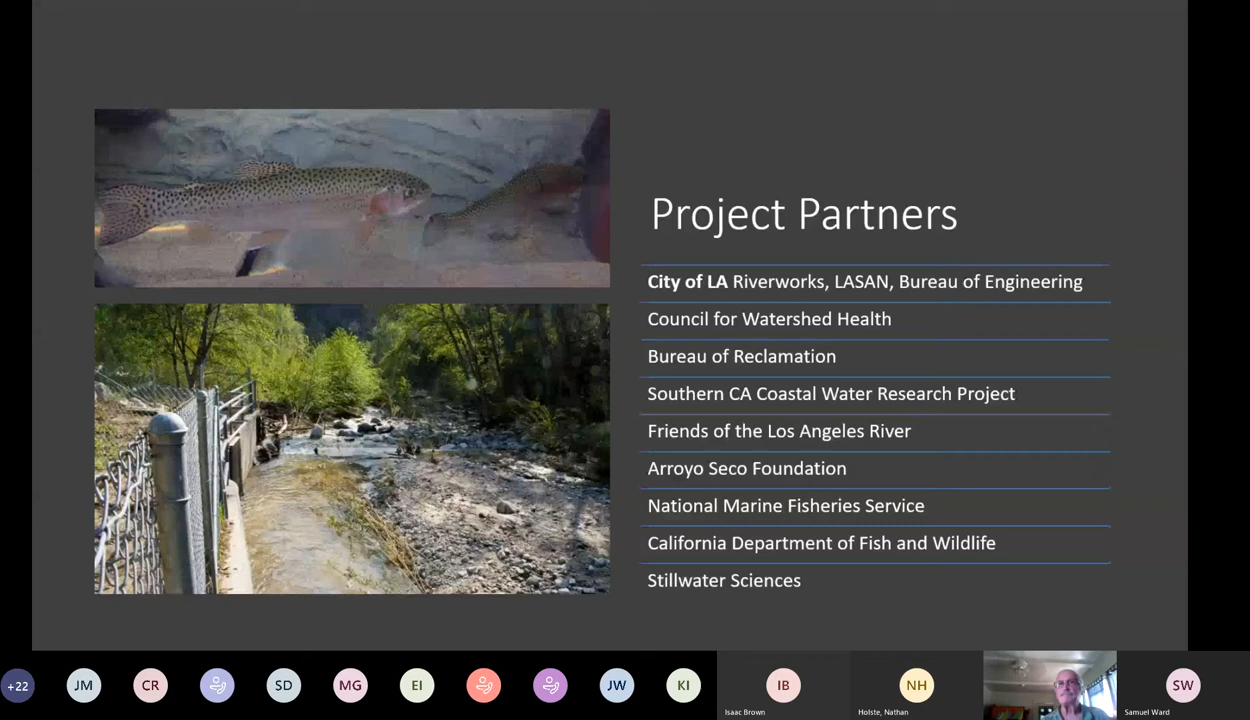 Project Partners
City of LA Riverworks, LASAN, Bureau of Engineering
Council for Watershed Health
Bureau of Reclamation
Southern CA Coastal Water Research Project
Friends of the Los Angeles River
Arroyo Seco Foundation
National Marine Fisheries Service
California Department of Fish and Wildlife
Stillwater Sciences
+22 JM CR SD MG EI JW KI IB NH SW
Isaac Brown Holste, Nathan Samuel Ward